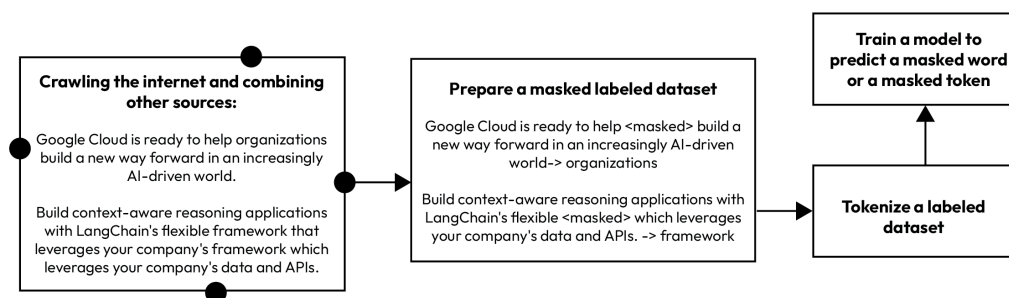 Crawling the internet and combining
other sources:
Google Cloud is ready to help organizations
build a new way forward in an increasingly
AI-driven world.
Build context-aware reasoning applications
with LangChain's flexible framework that
leverages your company's framework which
leverages your company's data and APIs.
Prepare a masked labeled dataset
Google Cloud is ready to help <masked> build a
new way forward in an increasingly AI-driven
world-> organizations
Build context-aware reasoning applications with
LangChain's flexible <masked> which leverages
your company's data and APIs. -> framework
Train a model to
predict a masked word
or a masked token
Tokenize a labeled
dataset